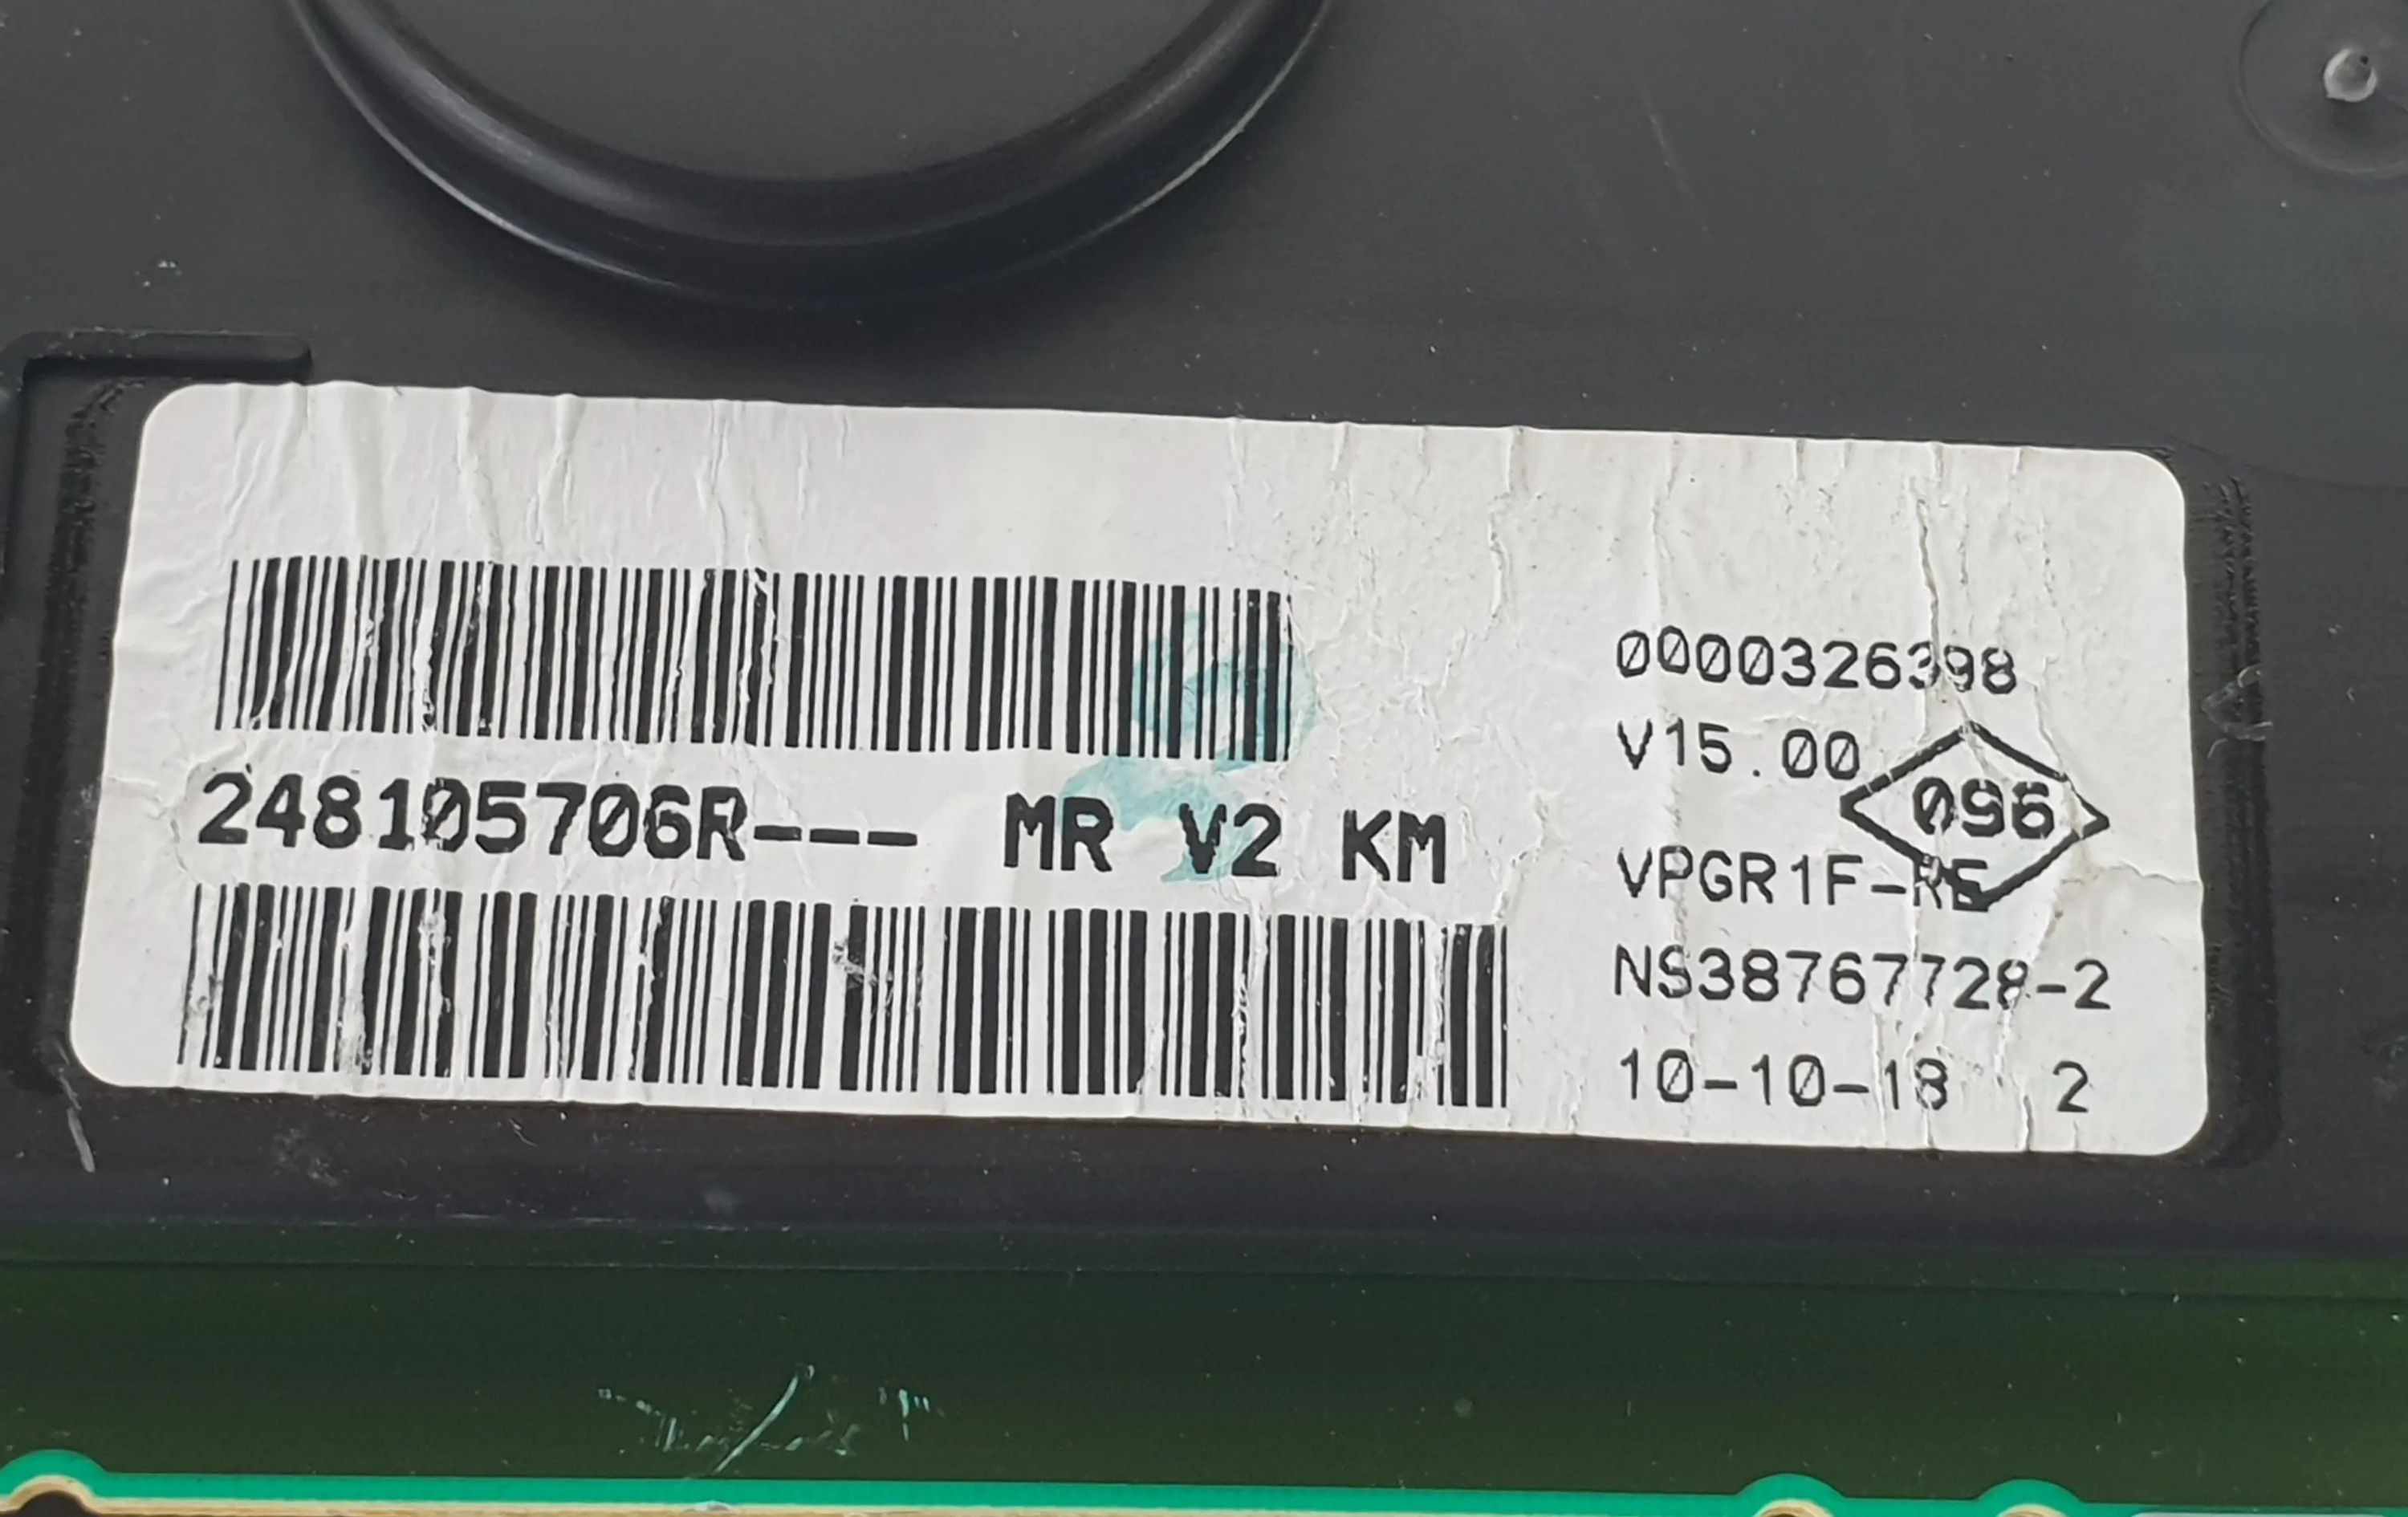 248105706R--- MR V2 KM
0000326398
V15.00
096
VPGR1F-RE
NS38767728-2
10-10-18 2